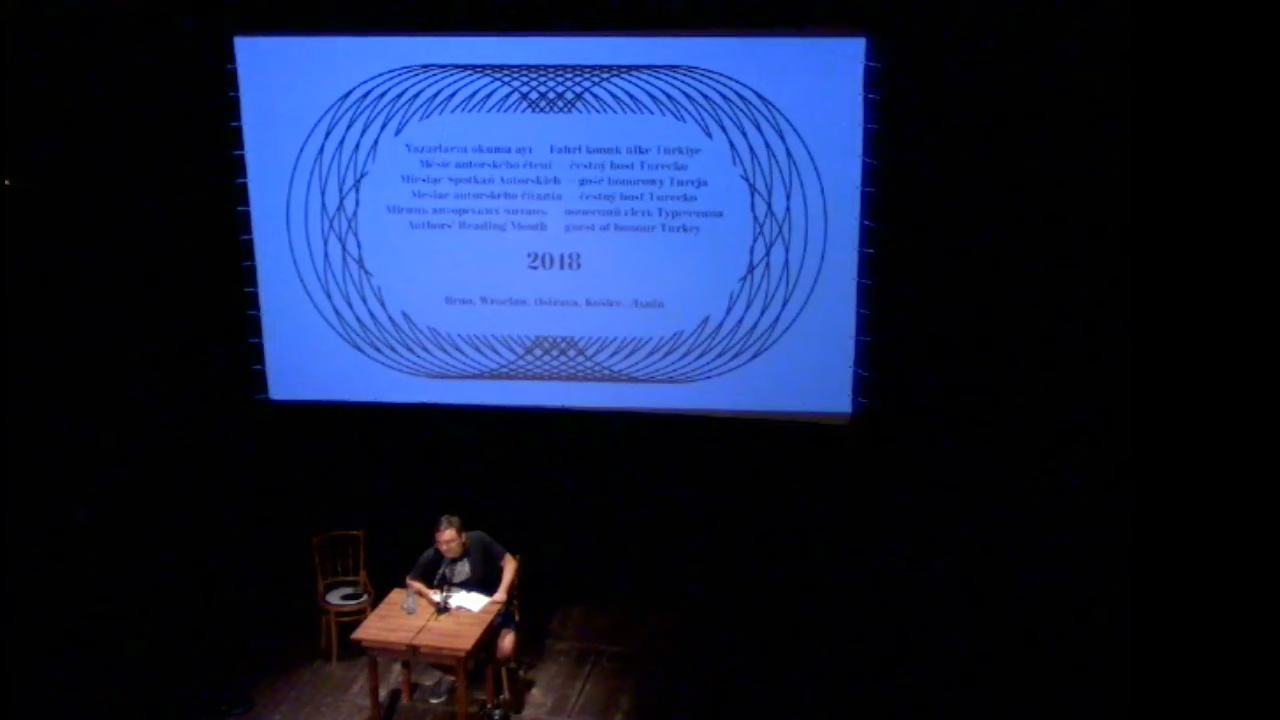 Yazarların okuma ayı Fahri konuk ülke Türkiye
Měsíc autorského čtení čestný host Turecko
Miesiąc Spotkań Autorskich gość honorowy Turcja
Mesiac autorského čítania čestný hosť Turecko
Місяць авторських читань почесний гість Туреччина
Authors' Reading Month guest of honour Turkey
2018
Brno, Wrocław, Ostrava, Košice, Львів